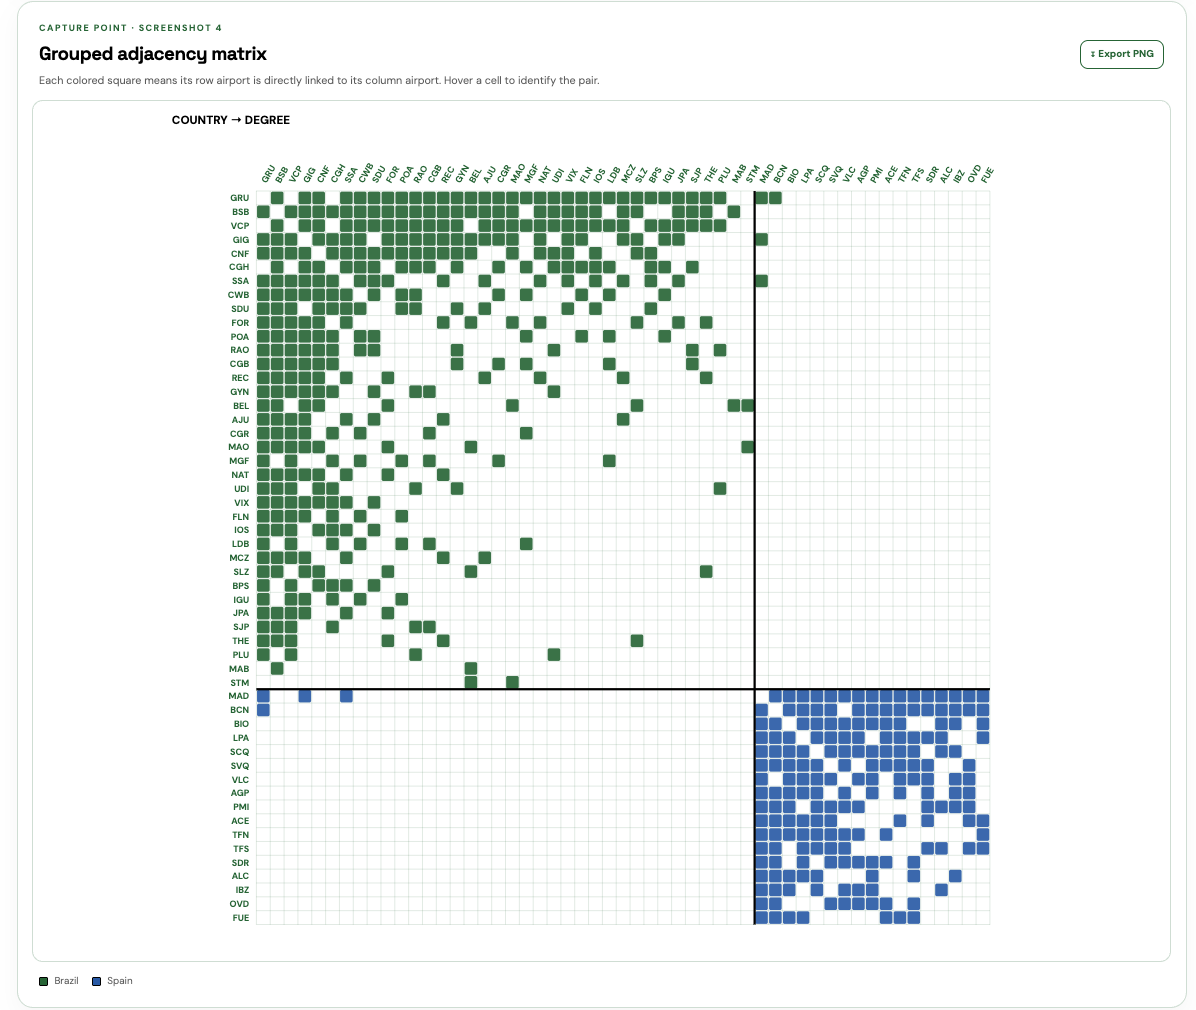 CAPTURE POINT · SCREENSHOT 4
Grouped adjacency matrix
↧ Export PNG
Each colored square means its row airport is directly linked to its column airport. Hover a cell to identify the pair.
COUNTRY → DEGREE
GRU BSB VCP GIG CNF CGH SSA CWB SDU FOR POA RAO CGB REC GYN BEL AJU CGR MAO MGF NAT UDI VIX FLN IOS LDB MCZ SLZ BPS IGU JPA SJP THE PLU MAB STM MAD BCN BIO LPA SCQ SVQ VLC AGP PMI ACE TFN TFS SDR ALC IBZ OVD FUE
GRU
BSB
VCP
GIG
CNF
CGH
SSA
CWB
SDU
FOR
POA
RAO
CGB
REC
GYN
BEL
AJU
CGR
MAO
MGF
NAT
UDI
VIX
FLN
IOS
LDB
MCZ
SLZ
BPS
IGU
JPA
SJP
THE
PLU
MAB
STM
MAD
BCN
BIO
LPA
SCQ
SVQ
VLC
AGP
PMI
ACE
TFN
TFS
SDR
ALC
IBZ
OVD
FUE
Brazil Spain